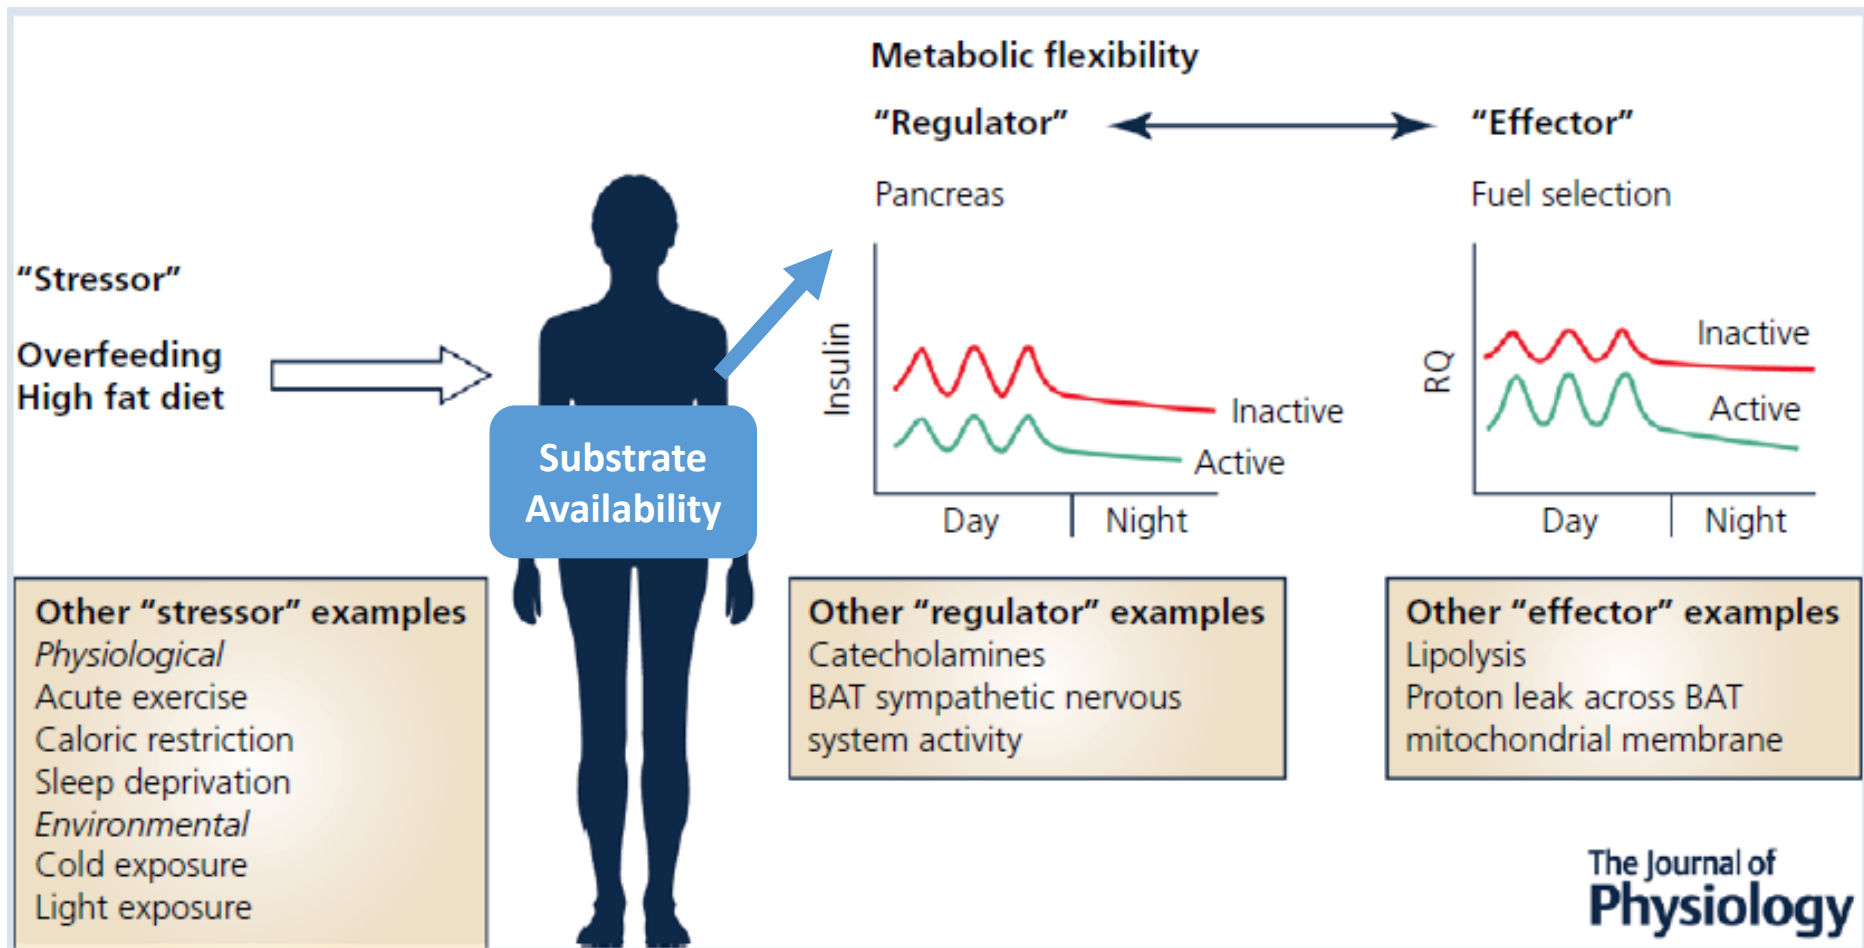 Metabolic flexibility
“Regulator”
“Effector”
Pancreas
Fuel selection
“Stressor”
Overfeeding
High fat diet
Substrate
Availability
Insulin
Inactive
Active
Day
Night
RQ
Inactive
Active
Day
Night
Other “stressor” examples
Physiological
Acute exercise
Caloric restriction
Sleep deprivation
Environmental
Cold exposure
Light exposure
Other “regulator” examples
Catecholamines
BAT sympathetic nervous
system activity
Other “effector” examples
Lipolysis
Proton leak across BAT
mitochondrial membrane
The Journal of
Physiology